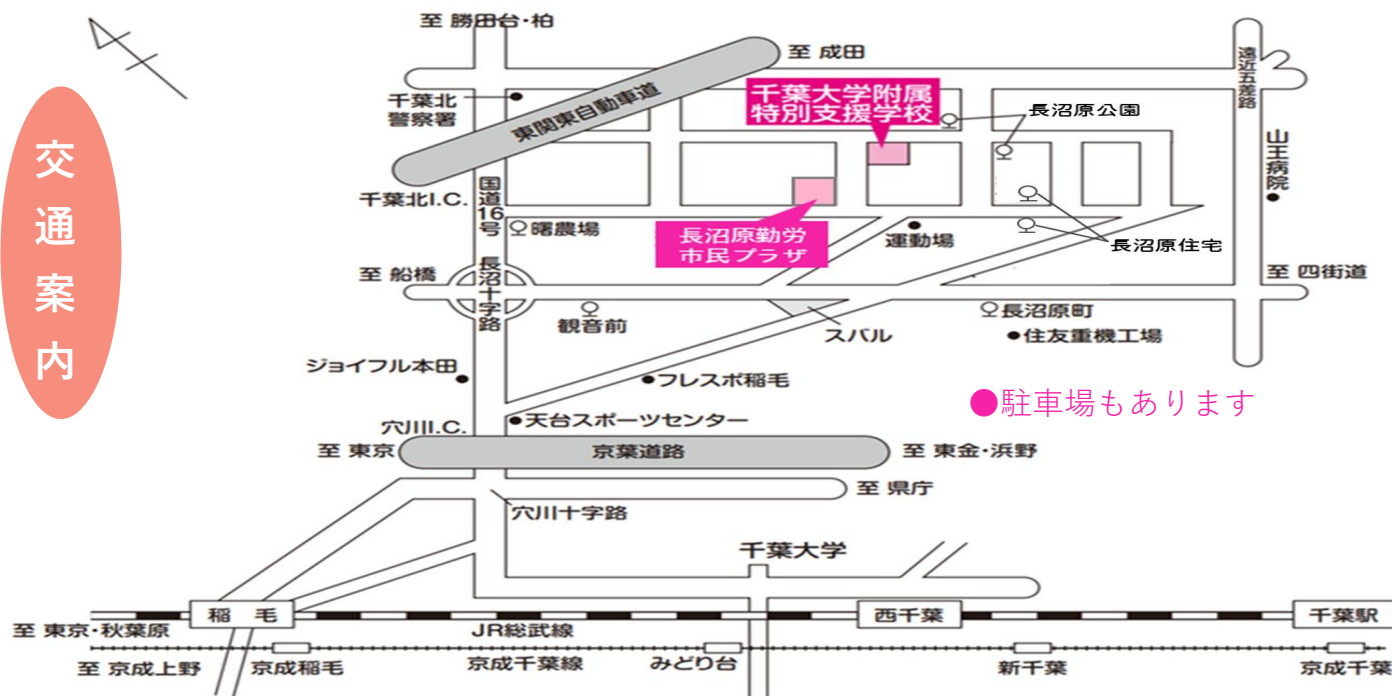 交通案内
至 勝田台・柏
至 成田
千葉北
警察署
東関東自動車道
千葉大学附属
特別支援学校
長沼原公園
遠近五差路
山王病院
千葉北I.C.
国道16号
曙農場
長沼原勤労
市民プラザ
運動場
長沼原住宅
至 船橋
長沼十字路
至 四街道
観音前
スバル
長沼原町
住友重機工場
ジョイフル本田
フレスポ稲毛
●駐車場もあります
天台スポーツセンター
穴川I.C.
至 東京
京葉道路
至 東金・浜野
至 県庁
穴川十字路
千葉大学
稲 毛
西千葉
千葉駅
至 東京・秋葉原
JR総武線
至 京成上野
京成稲毛
京成千葉線
みどり台
新千葉
京成千葉